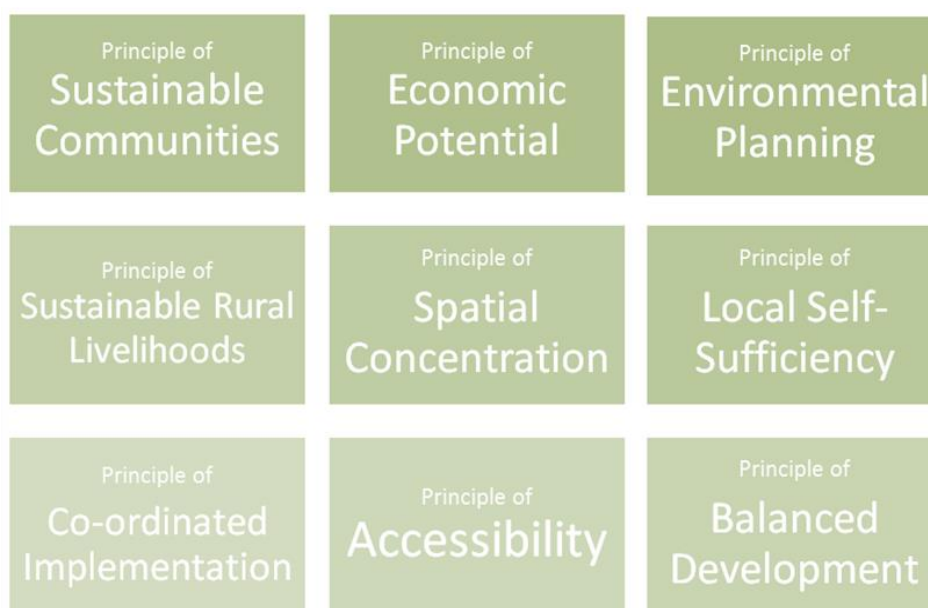 Principle of
Sustainable
Communities
Principle of
Economic
Potential
Principle of
Environmental
Planning
Principle of
Sustainable Rural
Livelihoods
Principle of
Spatial
Concentration
Principle of
Local Self-
Sufficiency
Principle of
Co-ordinated
Implementation
Principle of
Accessibility
Principle of
Balanced
Development